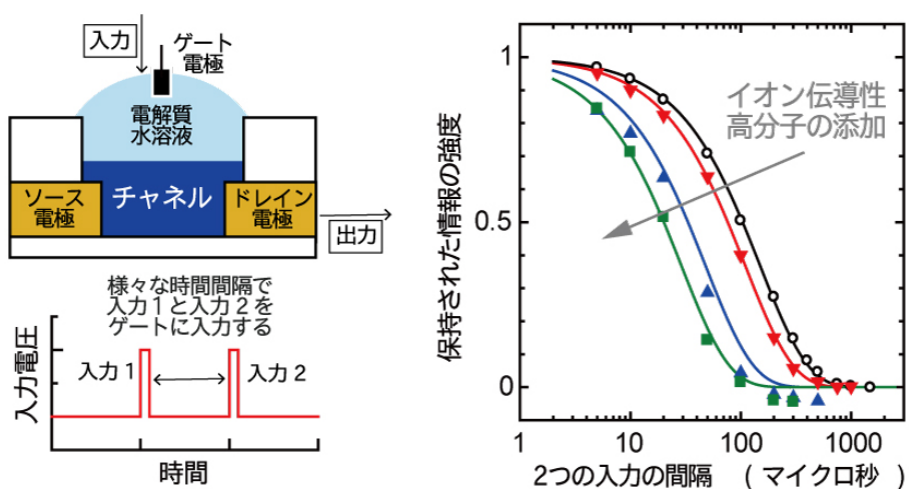 入力
ゲート
電極
電解質
水溶液
ソース
電極
チャネル
ドレイン
電極
出力
様々な時間間隔で
入力1と入力2を
ゲートに入力する
入力電圧
入力 1
入力 2
時間
保持された情報の強度
1
0.5
0
イオン伝導性
高分子の添加
1
10
100
1000
2つの入力の間隔 (マイクロ秒)